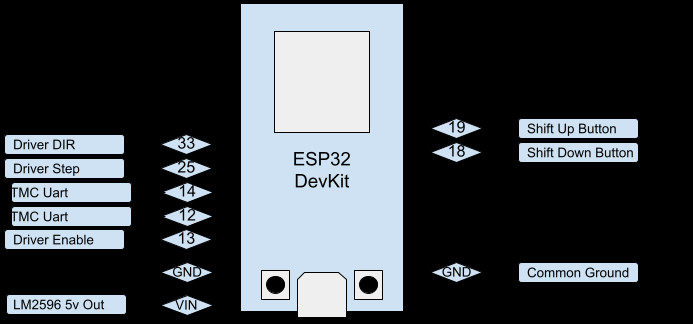 Driver DIR 33
Driver Step 25
TMC Uart 14
TMC Uart 12
Driver Enable 13
GND
LM2596 5v Out VIN
ESP32
DevKit
19 Shift Up Button
18 Shift Down Button
GND Common Ground